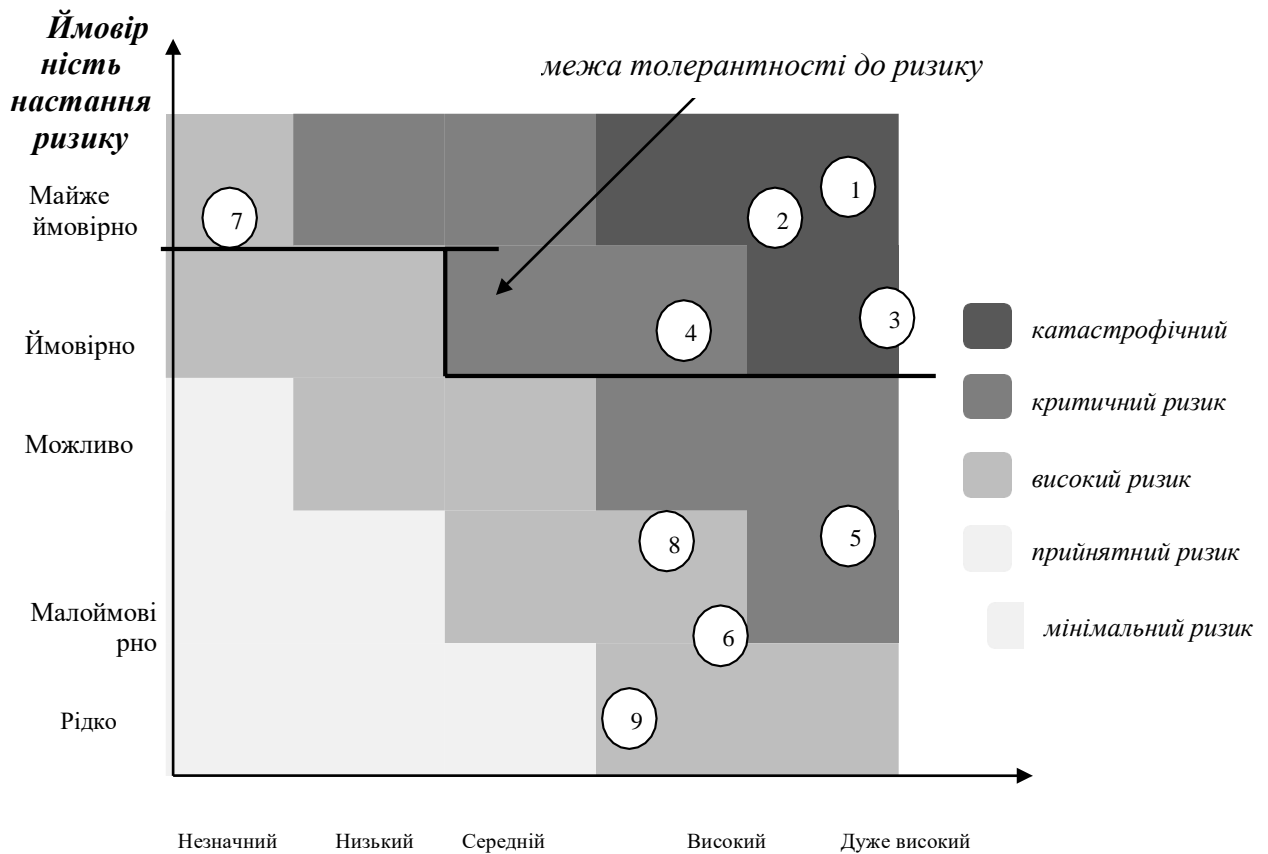 Ймовір
ність
настання
ризику
межа толерантності до ризику
Майже
ймовірно
7
2
1
Ймовірно
4
3
катастрофічний
критичний ризик
Можливо
високий ризик
8
5
прийнятний ризик
Малоймові
рно
6
мінімальний ризик
Рідко
9
Незначний Низький Середній Високий Дуже високий